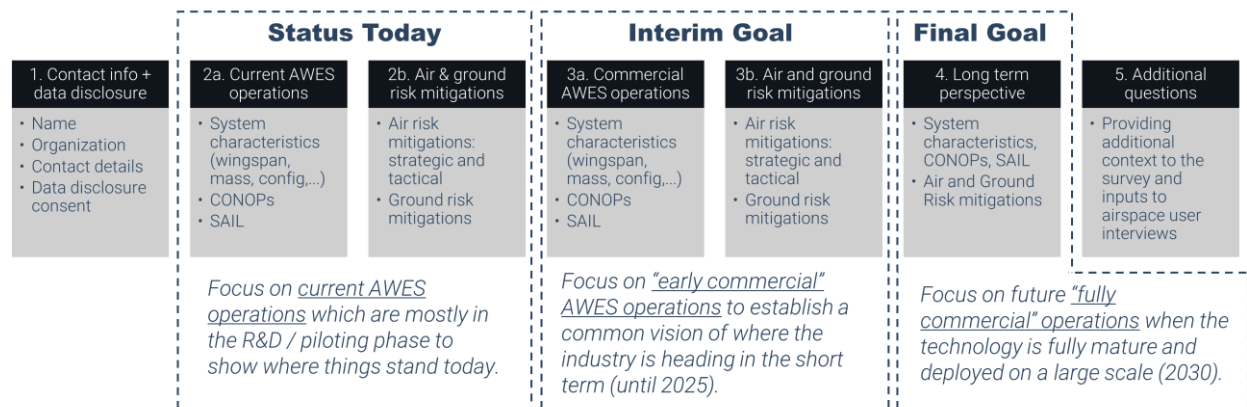 Status Today
Interim Goal
Final Goal
1. Contact info +
data disclosure
• Name
• Organization
• Contact details
• Data disclosure
consent
2a. Current AWES
operations
• System
characteristics
(wingspan,
mass, config,...)
• CONOPs
• SAIL
2b. Air & ground
risk mitigations
• Air risk
mitigations:
strategic and
tactical
• Ground risk
mitigations
3a. Commercial
AWES operations
• System
characteristics
(wingspan,
mass, config,...)
• CONOPs
• SAIL
3b. Air and ground
risk mitigations
• Air risk
mitigations:
strategic and
tactical
• Ground risk
mitigations
4. Long term
perspective
• System
characteristics,
CONOPs, SAIL
• Air and Ground
Risk mitigations
5. Additional
questions
• Providing
additional
context to the
survey and
inputs to
airspace user
interviews
Focus on current AWES
operations which are mostly in
the R&D / piloting phase to
show where things stand today.
Focus on “early commercial”
AWES operations to establish a
common vision of where the
industry is heading in the short
term (until 2025).
Focus on future “fully
commercial” operations when the
technology is fully mature and
deployed on a large scale (2030).